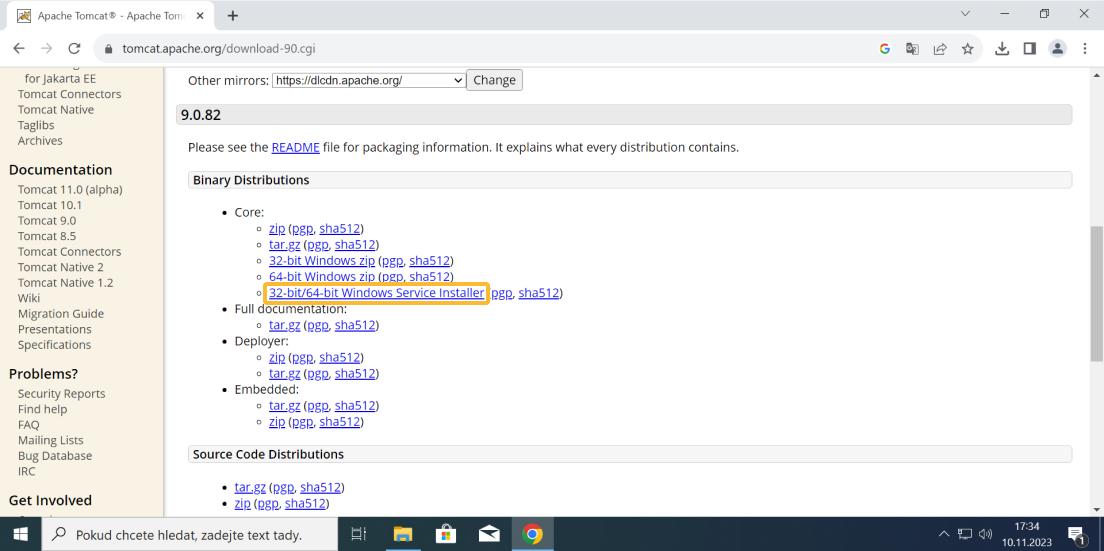 Apache Tomcat® - Apache Tom
tomcat.apache.org/download-90.cgi
for Jakarta EE
Tomcat Connectors
Tomcat Native
Taglibs
Archives
Documentation
Tomcat 11.0 (alpha)
Tomcat 10.1
Tomcat 9.0
Tomcat 8.5
Tomcat Connectors
Tomcat Native 2
Tomcat Native 1.2
Wiki
Migration Guide
Presentations
Specifications
Problems?
Security Reports
Find help
FAQ
Mailing Lists
Bug Database
IRC
Get Involved
Other mirrors: https://dlcdn.apache.org/ Change
9.0.82
Please see the README file for packaging information. It explains what every distribution contains.
Binary Distributions
• Core:
◦ zip (pgp, sha512)
◦ tar.gz (pgp, sha512)
◦ 32-bit Windows zip (pgp, sha512)
◦ 64-bit Windows zip (pgp, sha512)
◦ 32-bit/64-bit Windows Service Installer pgp, sha512)
• Full documentation:
◦ tar.gz (pgp, sha512)
• Deployer:
◦ zip (pgp, sha512)
◦ tar.gz (pgp, sha512)
• Embedded:
◦ tar.gz (pgp, sha512)
◦ zip (pgp, sha512)
Source Code Distributions
• tar.gz (pgp, sha512)
• zip (pgp, sha512)
Pokud chcete hledat, zadejte text tady.
17:34
10.11.2023
1